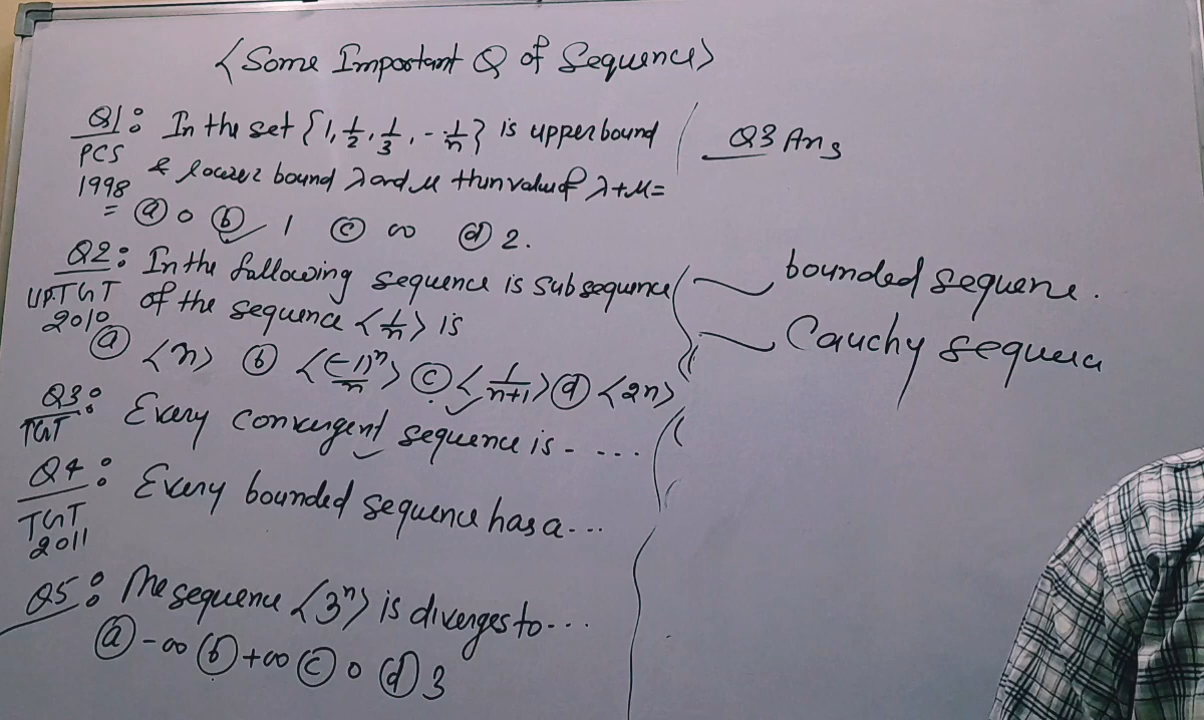 <Some Important Q of Sequence>
Q1: In the set {1, 1/2, 1/3, -- 1/n} is upper bound
PCS & lower bound λ and μ then value of λ+μ=
1998
= (a) 0 (b) 1 (c) ∞ (d) 2.
Q2: In the following sequence is subsequence
UP.TGT of the sequence <1/n> is
2010
(a) <n> (b) <(-1)^n/n> (c) <1/n+1> (d) <2n>
Q3: Every convergent sequence is - ....
TGT
Q4: Every bounded sequence has a...
TGT
2011
Q5: The sequence <3^n> is diverges to...
(a) -∞ (b) +∞ (c) 0 (d) 3
Q3 Ans
bounded sequence.
Cauchy sequence